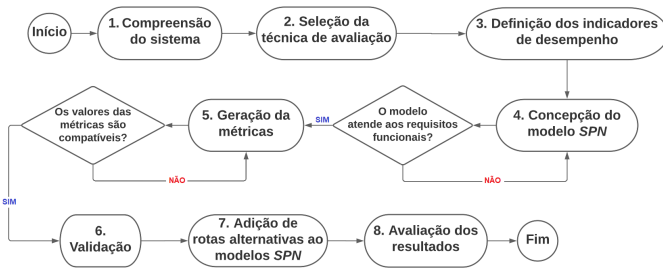 Início
1. Compreensão
do sistema
2. Seleção da
técnica de avaliação
3. Definição dos indicadores
de desempenho
4. Concepção do
modelo SPN
O modelo
atende aos requisitos
funcionais?
SIM
NÃO
5. Geração da
métricas
Os valores das
métricas são
compatíveis?
NÃO
SIM
6.
Validação
7. Adição de
rotas alternativas ao
modelos SPN
8. Avaliação dos
resultados
Fim